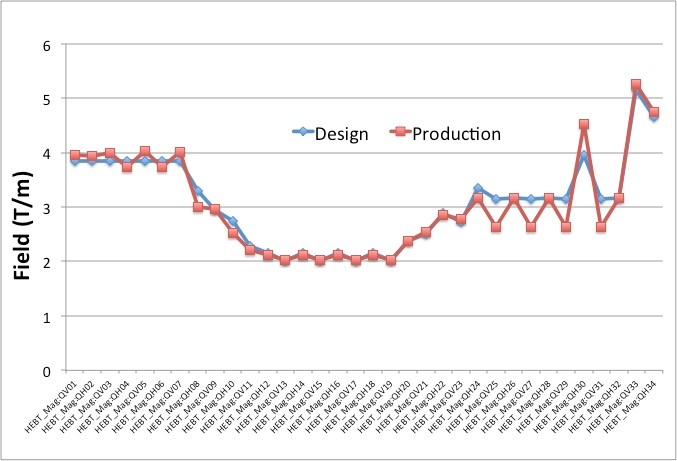 6
5
4
3
2
1
0
Field (T/m)
Design
Production
HEBT_Mag-QV01
HEBT_Mag-QH02
HEBT_Mag-QV03
HEBT_Mag-QH04
HEBT_Mag-QV05
HEBT_Mag-QH06
HEBT_Mag-QV07
HEBT_Mag-QH08
HEBT_Mag-QV09
HEBT_Mag-QH10
HEBT_Mag-QV11
HEBT_Mag-QH12
HEBT_Mag-QV13
HEBT_Mag-QH14
HEBT_Mag-QV15
HEBT_Mag-QH16
HEBT_Mag-QV17
HEBT_Mag-QH18
HEBT_Mag-QV19
HEBT_Mag-QH20
HEBT_Mag-QV21
HEBT_Mag-QH22
HEBT_Mag-QV23
HEBT_Mag-QH24
HEBT_Mag-QV25
HEBT_Mag-QH26
HEBT_Mag-QV27
HEBT_Mag-QH28
HEBT_Mag-QV29
HEBT_Mag-QH30
HEBT_Mag-QV31
HEBT_Mag-QH32
HEBT_Mag-QV33
HEBT_Mag-QH34